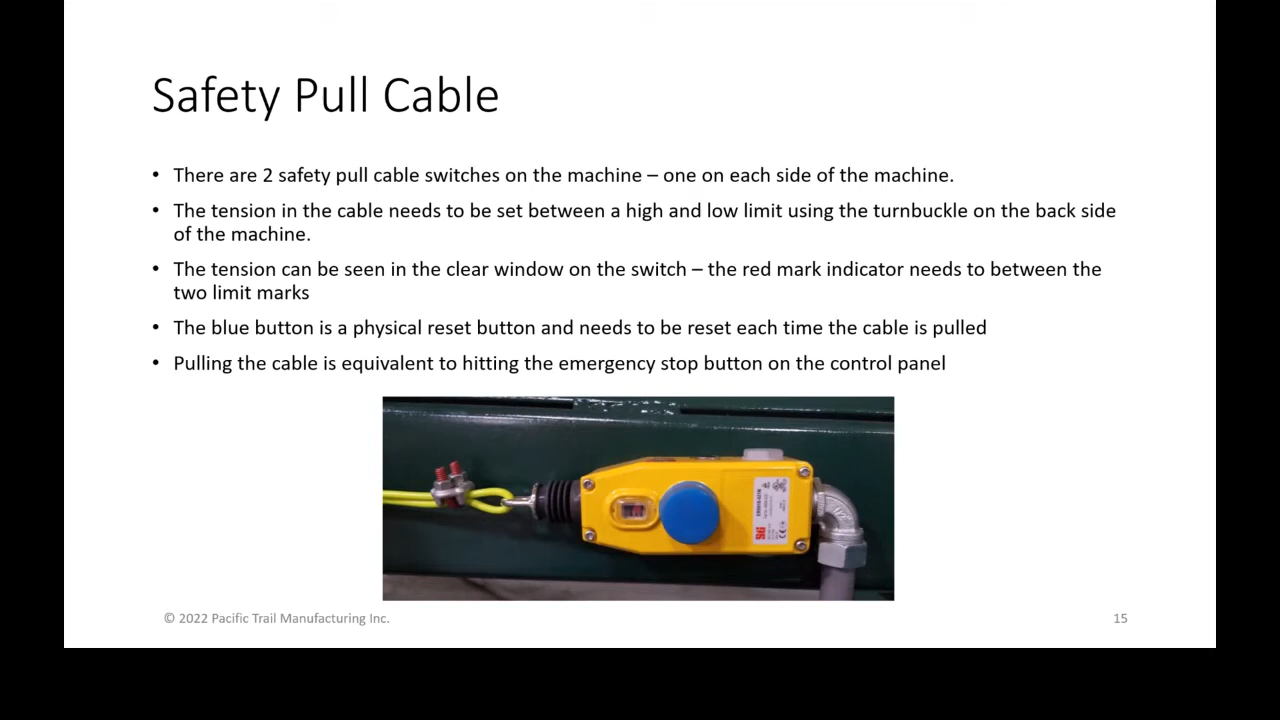 Safety Pull Cable
• There are 2 safety pull cable switches on the machine – one on each side of the machine.
• The tension in the cable needs to be set between a high and low limit using the turnbuckle on the back side
of the machine.
• The tension can be seen in the clear window on the switch – the red mark indicator needs to between the
two limit marks
• The blue button is a physical reset button and needs to be reset each time the cable is pulled
• Pulling the cable is equivalent to hitting the emergency stop button on the control panel
STI
© 2022 Pacific Trail Manufacturing Inc.
15